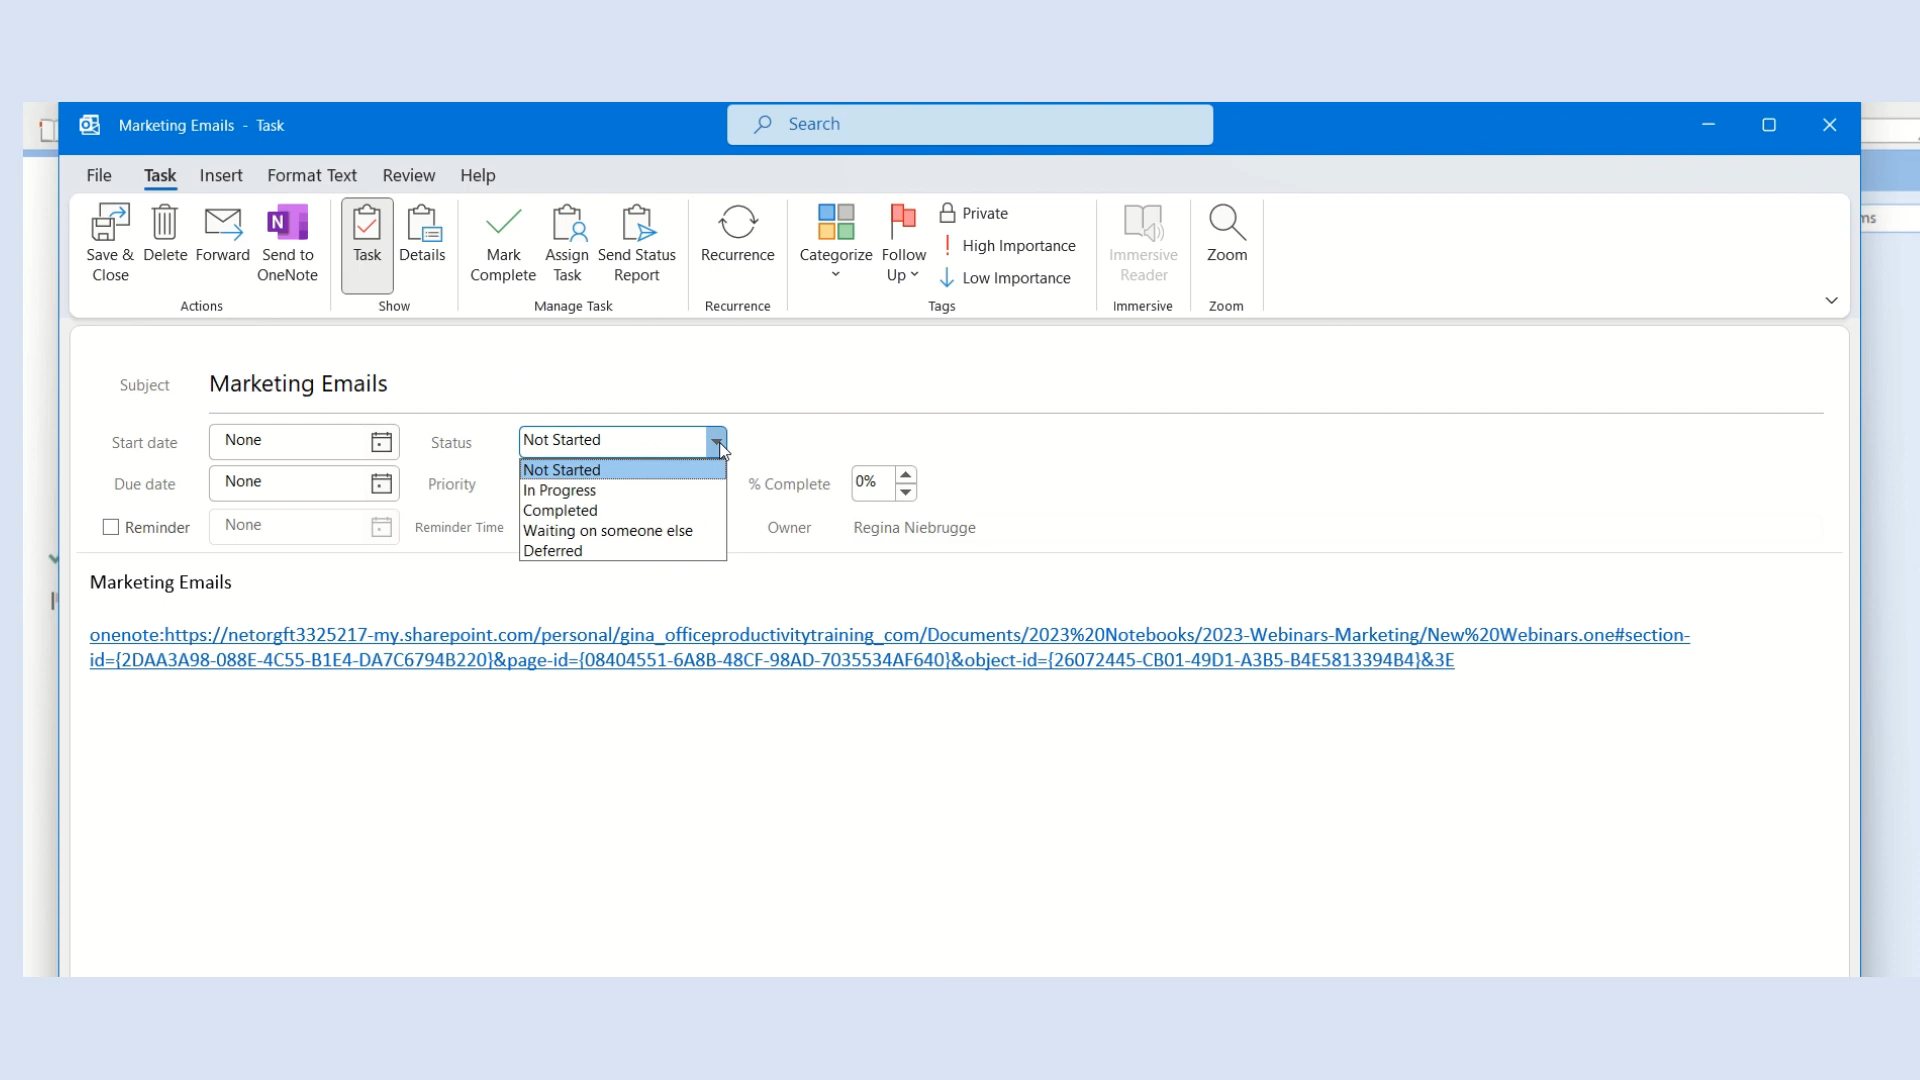 Marketing Emails - Task
Search
File Task Insert Format Text Review Help
Save & Close
Delete
Forward
Send to OneNote
Actions
Task
Details
Show
Mark Complete
Assign Task
Send Status Report
Manage Task
Recurrence
Recurrence
Categorize
Follow Up
Private
High Importance
Low Importance
Tags
Immersive Reader
Immersive
Zoom
Zoom
ms
Subject Marketing Emails
Start date None Status Not Started
Not Started
In Progress
Completed
Waiting on someone else
Deferred
Due date None Priority % Complete 0%
Reminder None Reminder Time Owner Regina Niebrugge
Marketing Emails
onenote:https://netorgft3325217-my.sharepoint.com/personal/gina_officeproductivitytraining_com/Documents/2023%20Notebooks/2023-Webinars-Marketing/New%20Webinars.one#section-
id={2DAA3A98-088E-4C55-B1E4-DA7C6794B220}&page-id={08404551-6A8B-48CF-98AD-7035534AF640}&object-id={26072445-CB01-49D1-A3B5-B4E5813394B4}&3E